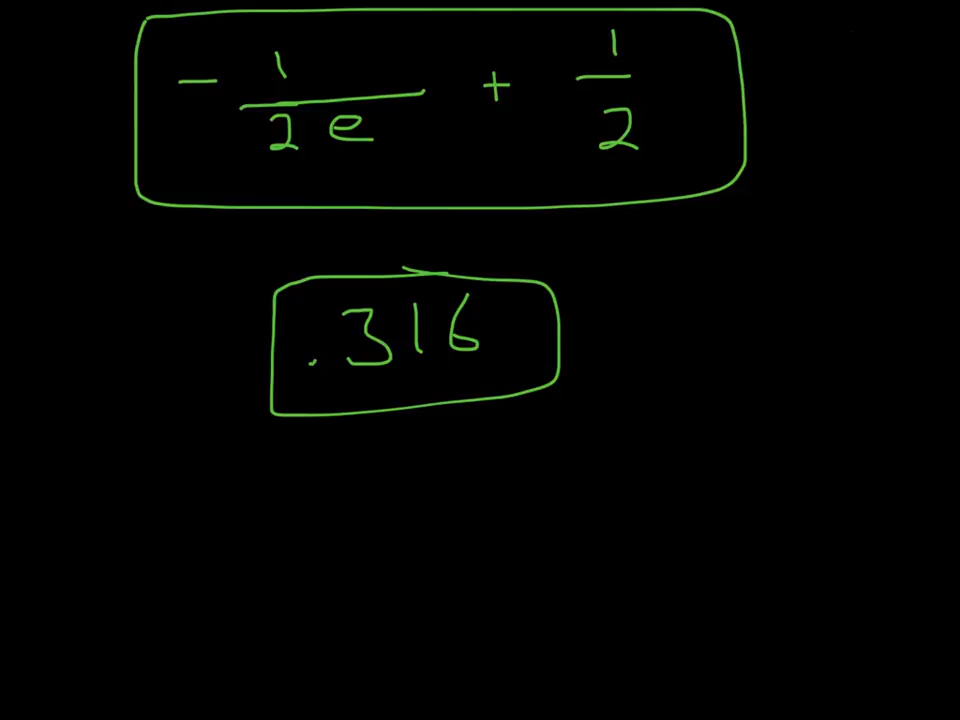 - 1/2e + 1/2
.316